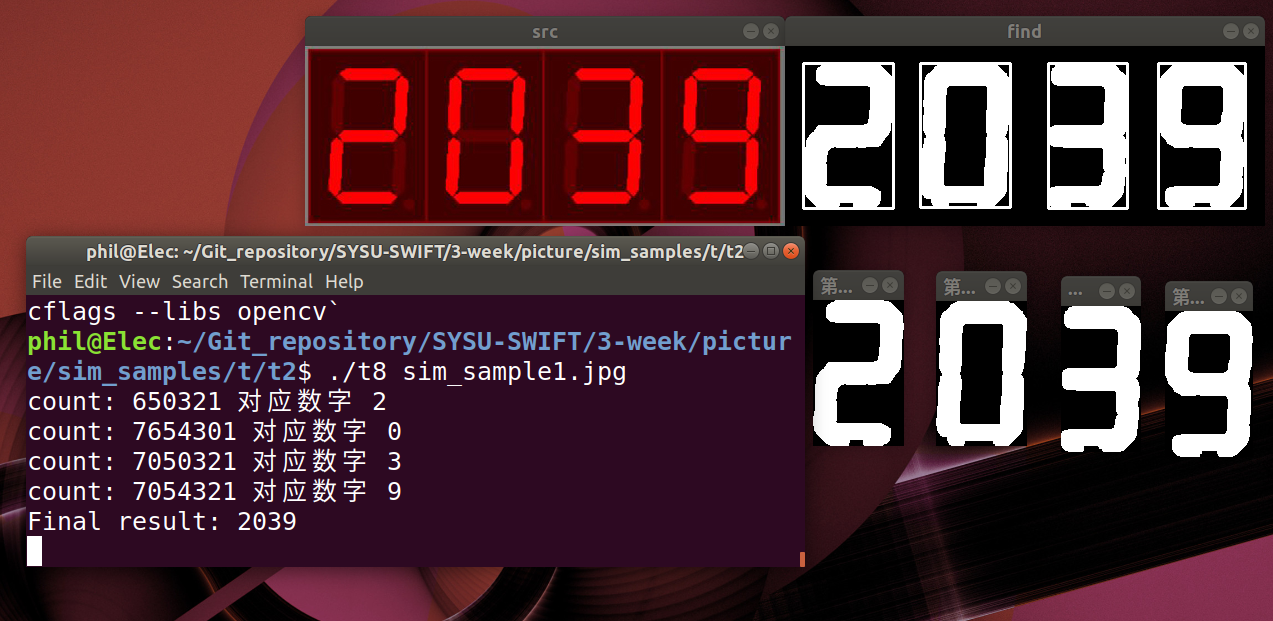 src
find
2039
2039
phil@Elec: ~/Git_repository/SYSU-SWIFT/3-week/picture/sim_samples/t/t2
File Edit View Search Terminal Help
cflags --libs opencv`
phil@Elec:~/Git_repository/SYSU-SWIFT/3-week/pictur
e/sim_samples/t/t2$ ./t8 sim_sample1.jpg
count: 650321 对应数字 2
count: 7654301 对应数字 0
count: 7050321 对应数字 3
count: 7054321 对应数字 9
Final result: 2039
第...
第...
...
第...
2
0
3
9